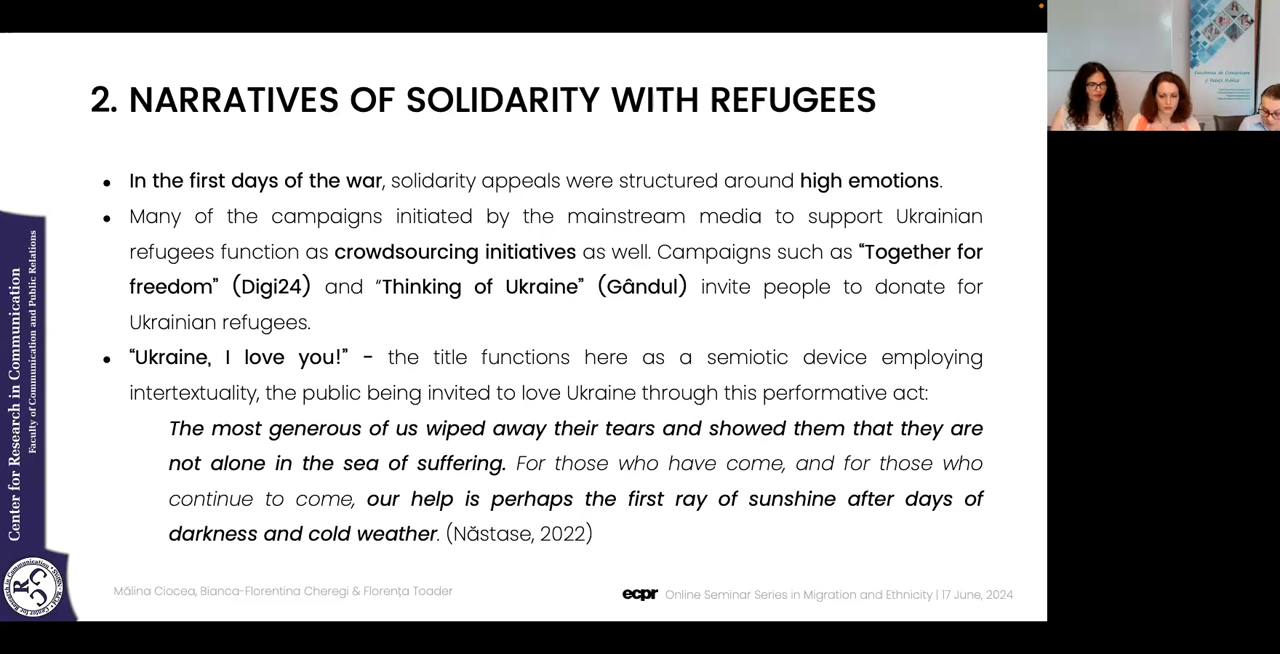 2. NARRATIVES OF SOLIDARITY WITH REFUGEES
● In the first days of the war, solidarity appeals were structured around high emotions.
● Many of the campaigns initiated by the mainstream media to support Ukrainian
refugees function as crowdsourcing initiatives as well. Campaigns such as “Together for
freedom” (Digi24) and “Thinking of Ukraine” (Gândul) invite people to donate for
Ukrainian refugees.
● “Ukraine, I love you!” - the title functions here as a semiotic device employing
intertextuality, the public being invited to love Ukraine through this performative act:
The most generous of us wiped away their tears and showed them that they are
not alone in the sea of suffering. For those who have come, and for those who
continue to come, our help is perhaps the first ray of sunshine after days of
darkness and cold weather. (Năstase, 2022)
Mălina Ciocea, Bianca-Florentina Cheregi & Florența Toader
ecpr Online Seminar Series in Migration and Ethnicity | 17 June, 2024
Center for Research in Communication
Faculty of Communication and Public Relations
Facultatea de Comunicare
și Relații Publice